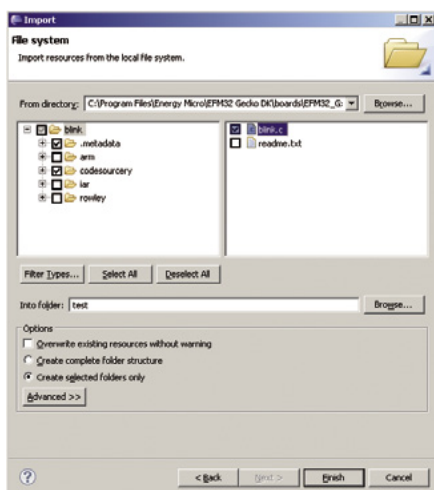 Import
File system
Import resources from the local file system.
From directory: C:\Program Files\Energy Micro\EFM32 Gecko DK\boards\EFM32_G: Browse...
blink
.metadata
arm
codesourcery
iar
rowley
blink.c
readme.txt
Filter Types... Select All Deselect All
Into folder: test Browse...
Options
Overwrite existing resources without warning
Create complete folder structure
Create selected folders only
Advanced >>
? < Back Next > Finish Cancel